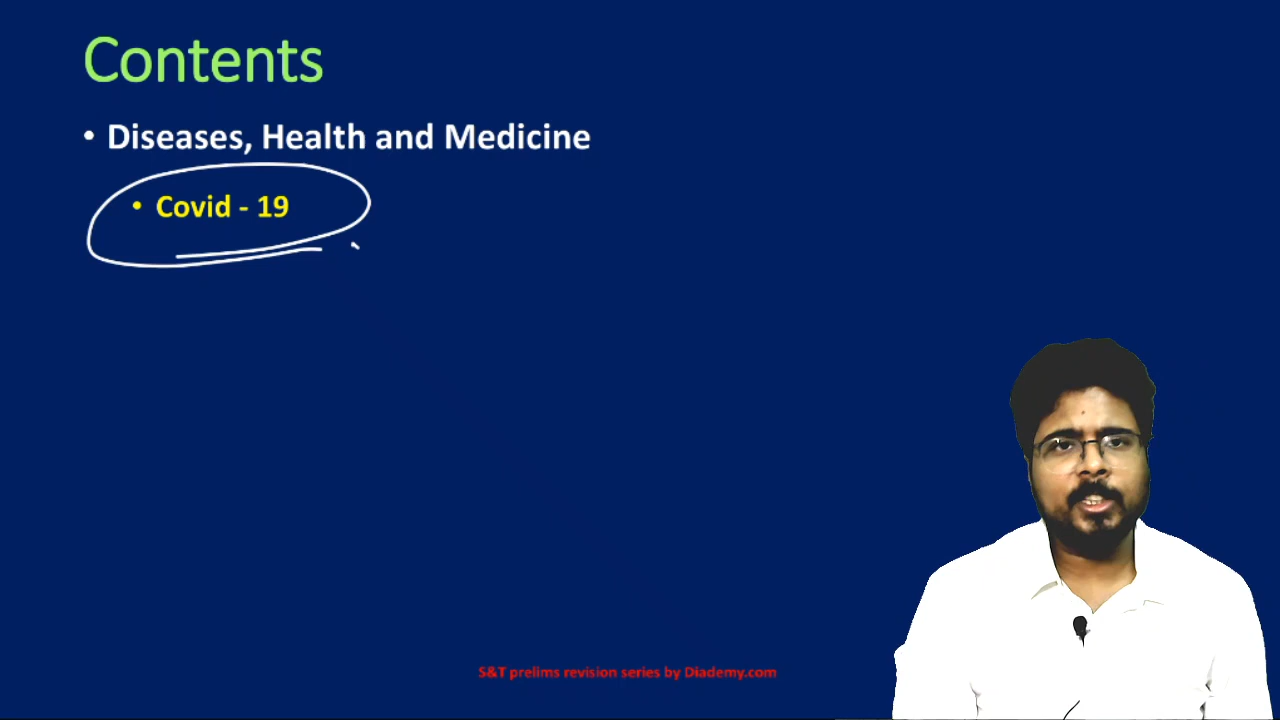 Contents
• Diseases, Health and Medicine
• Covid - 19
S&T prelims revision series by Diademy.com